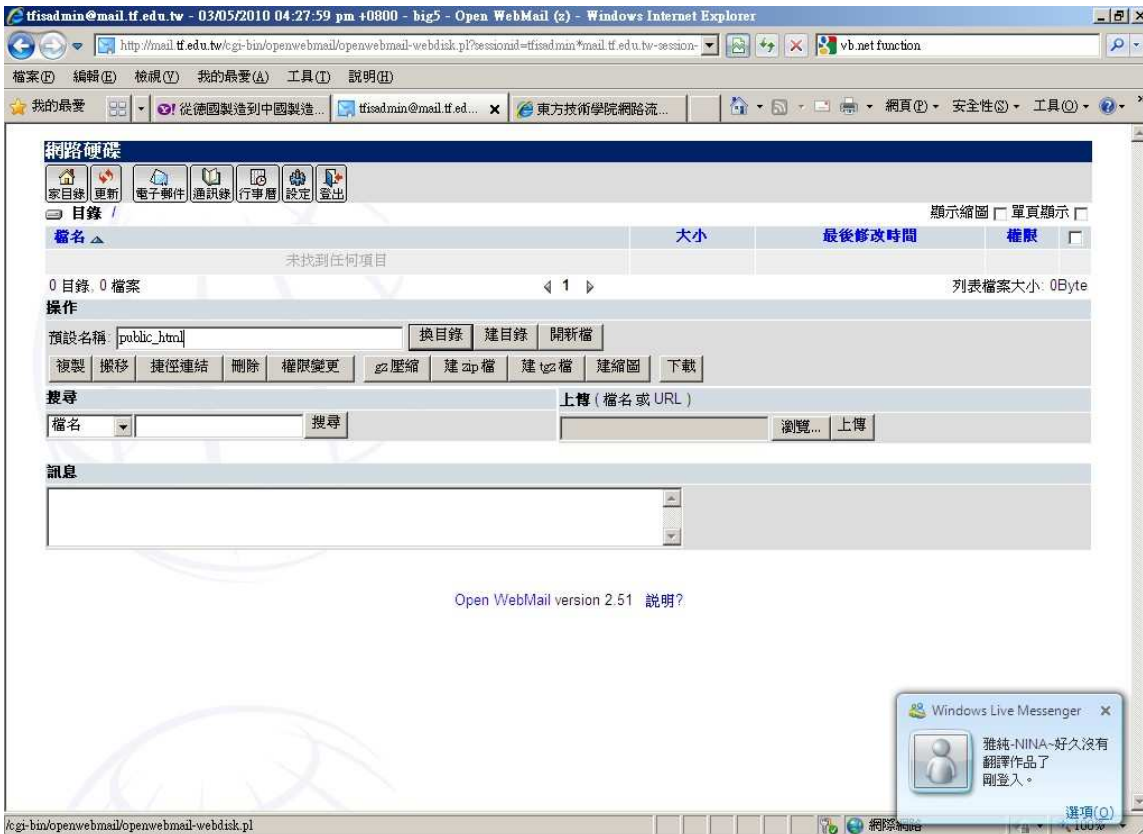 tfisadmin@mail.tf.edu.tw - 03/05/2010 04:27:59 pm +0800 - big5 - Open WebMail (z) - Windows Internet Explorer
http://mail.tf.edu.tw/cgi-bin/openwebmail/openwebmail-webdisk.pl?sessionid=tfisadmin*mail.tf.edu.tw-session- vb.net function
檔案(F) 編輯(E) 檢視(V) 我的最愛(A) 工具(T) 說明(H)
我的最愛 從德國製造到中國製造... tfisadmin@mail.tf.ed... 東方技術學院網路流... 網頁(P) 安全性(S) 工具(O)
網路硬碟
家目錄 更新 電子郵件 通訊錄 行事曆 設定 登出
目錄 / 顯示縮圖 單頁顯示
檔名 大小 最後修改時間 權限
未找到任何項目
0 目錄, 0 檔案 1 列表檔案大小: 0Byte
操作
預設名稱: public_html 換目錄 建目錄 開新檔
複製 搬移 捷徑連結 刪除 權限變更 gz 壓縮 建 zip 檔 建 tgz 檔 建縮圖 下載
搜尋 上傳 ( 檔名 或 URL )
檔名 搜尋 瀏覽... 上傳
訊息
Open WebMail version 2.51 說明?
Windows Live Messenger
雅純-NINA~好久沒有
翻譯作品了
剛登入。
選項(O)
/cgi-bin/openwebmail/openwebmail-webdisk.pl 網際網路 100%